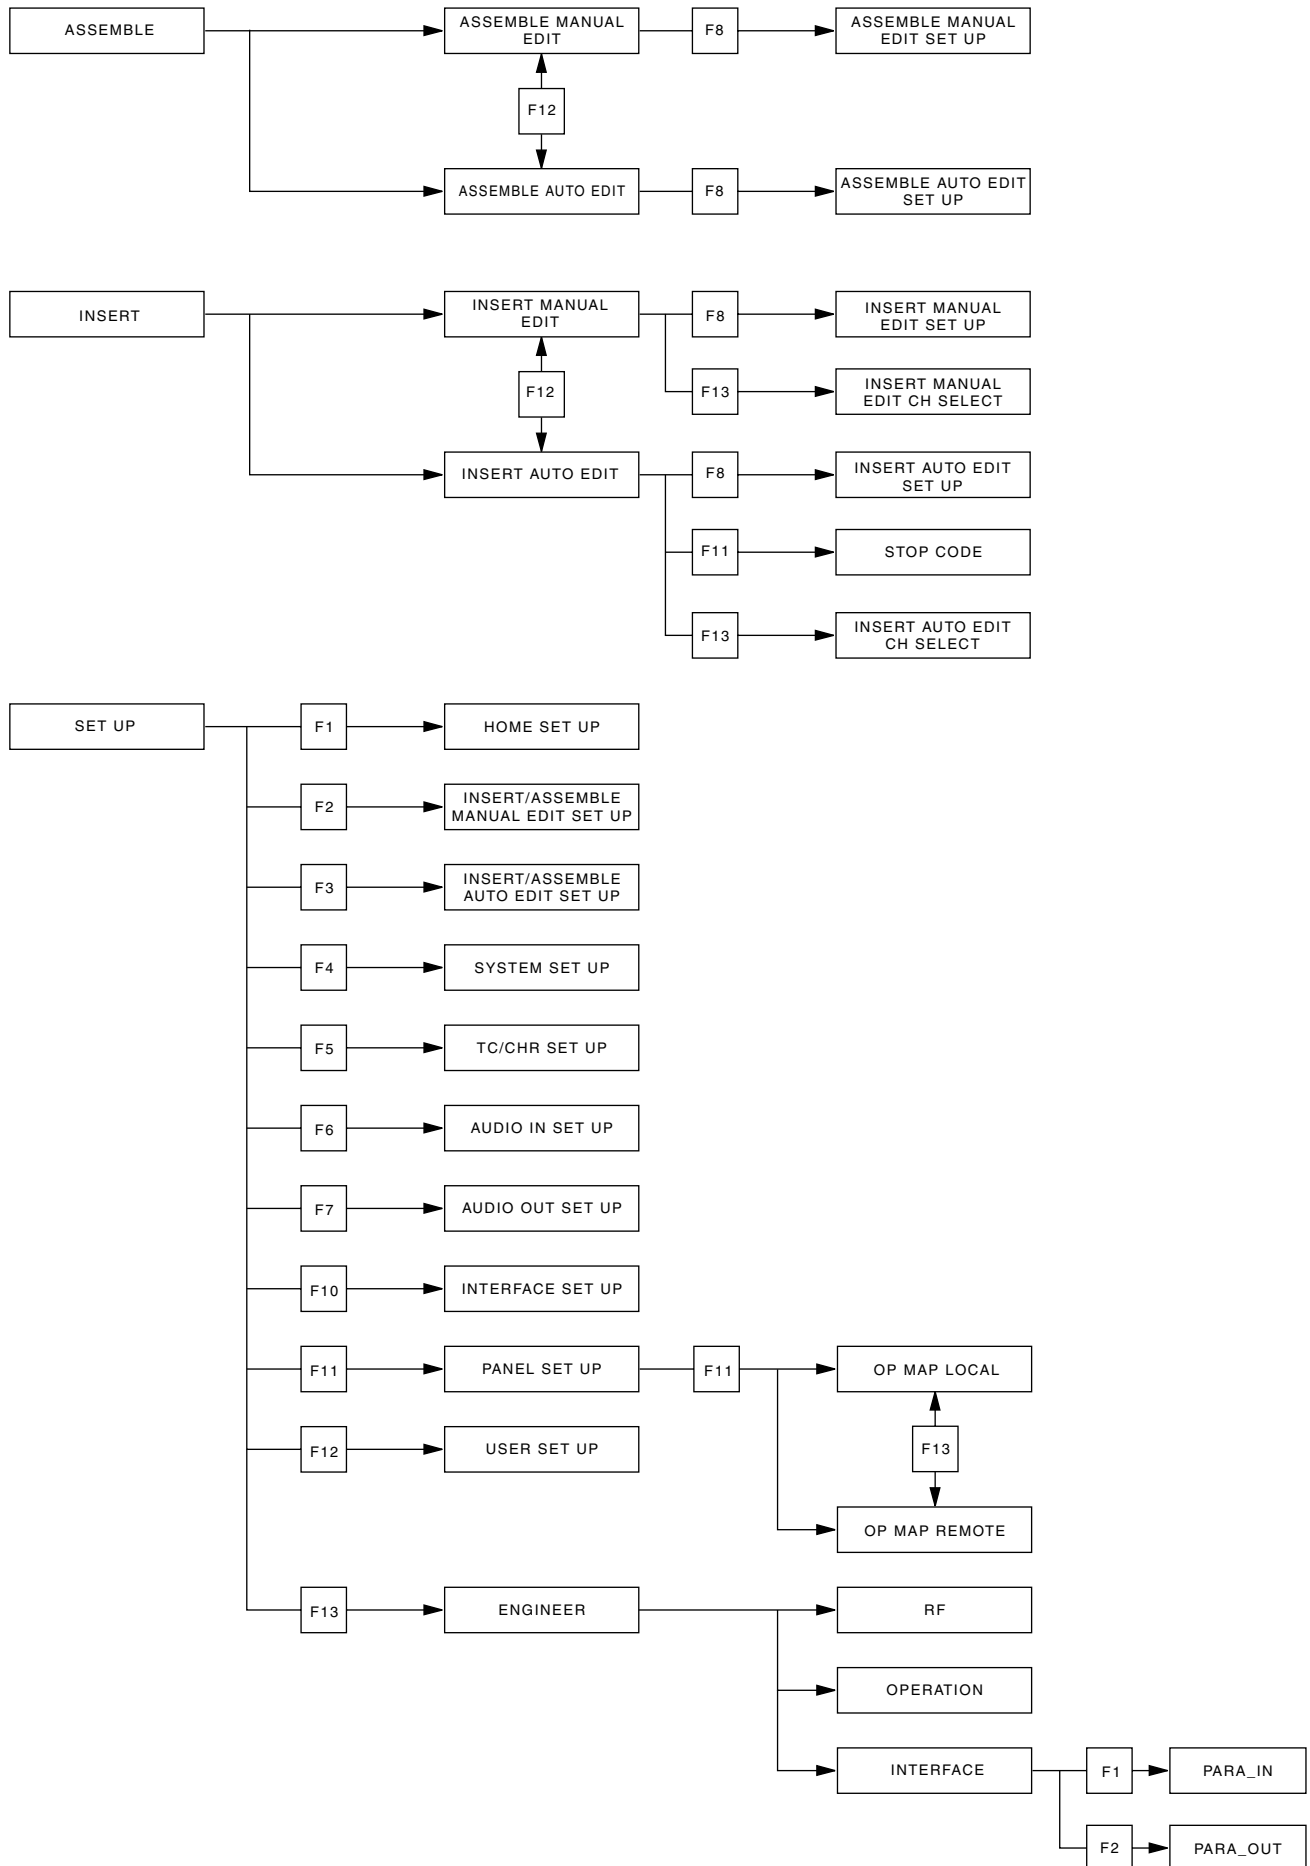 ASSEMBLE
ASSEMBLE MANUAL
EDIT
F8
ASSEMBLE MANUAL
EDIT SET UP
F12
ASSEMBLE AUTO EDIT
F8
ASSEMBLE AUTO EDIT
SET UP
INSERT
INSERT MANUAL
EDIT
F8
INSERT MANUAL
EDIT SET UP
F12
F13
INSERT MANUAL
EDIT CH SELECT
INSERT AUTO EDIT
F8
INSERT AUTO EDIT
SET UP
F11
STOP CODE
F13
INSERT AUTO EDIT
CH SELECT
SET UP
F1
HOME SET UP
F2
INSERT/ASSEMBLE
MANUAL EDIT SET UP
F3
INSERT/ASSEMBLE
AUTO EDIT SET UP
F4
SYSTEM SET UP
F5
TC/CHR SET UP
F6
AUDIO IN SET UP
F7
AUDIO OUT SET UP
F10
INTERFACE SET UP
F11
PANEL SET UP
F11
OP MAP LOCAL
F12
USER SET UP
F13
OP MAP REMOTE
F13
ENGINEER
RF
OPERATION
INTERFACE
F1
PARA_IN
F2
PARA_OUT